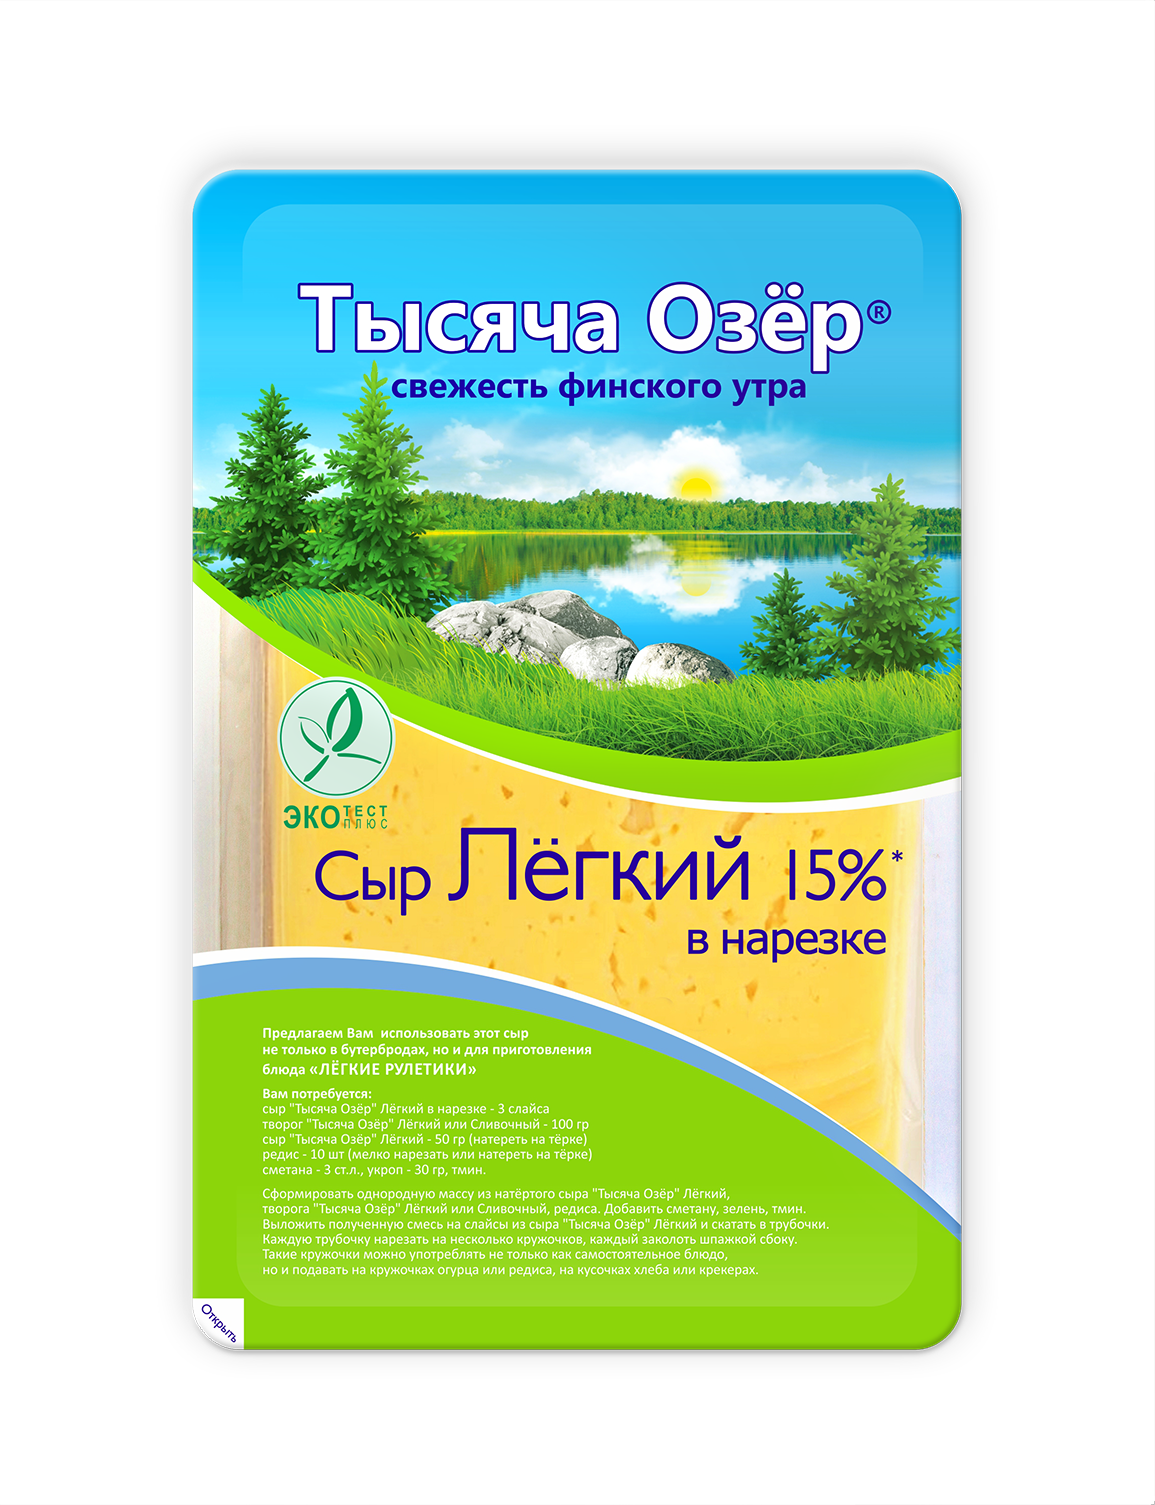 Тысяча Озёр®
свежесть финского утра
ЭКО ТЕСТ
ПЛЮС
Сыр Лёгкий 15%*
в нарезке
Предлагаем Вам использовать этот сыр
не только в бутербродах, но и для приготовления
блюда «ЛЁГКИЕ РУЛЕТИКИ»
Вам потребуется:
сыр "Тысяча Озёр" Лёгкий в нарезке - 3 слайса
творог "Тысяча Озёр" Лёгкий или Сливочный - 100 гр
сыр "Тысяча Озёр" Лёгкий - 50 гр (натереть на тёрке)
редис - 10 шт (мелко нарезать или натереть на тёрке)
сметана - 3 ст.л., укроп - 30 гр, тмин.
Сформировать однородную массу из натёртого сыра "Тысяча Озёр" Лёгкий,
творога "Тысяча Озёр" Лёгкий или Сливочный, редиса. Добавить сметану, зелень, тмин.
Выложить полученную смесь на слайсы из сыра "Тысяча Озёр" Лёгкий и скатать в трубочки.
Каждую трубочку нарезать на несколько кружочков, каждый заколоть шпажкой сбоку.
Такие кружочки можно употреблять не только как самостоятельное блюдо,
но и подавать на кружочках огурца или редиса, на кусочках хлеба или крекерах.
Открыть